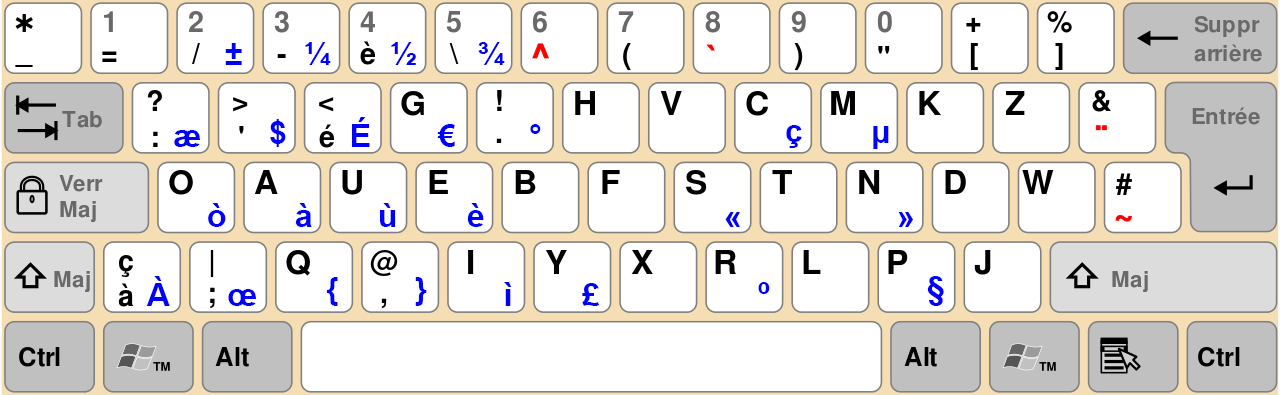 * 1 2 3 4 5 6 7 8 9 0 + % Suppr
_ = / ± - ¼ è ½ \ ¾ ^ ( ` ) " [ ] arrière
Tab ? > < G ! H V C M K Z & Entrée
: æ ' $ é É € . ° ç µ ¨
Verr O A U E B F S T N D W #
Maj ò à ù è « » ~
Maj ç | Q @ I Y X R L P J Maj
à À ; œ { , } ì £ º §
Ctrl TM Alt Alt TM Ctrl